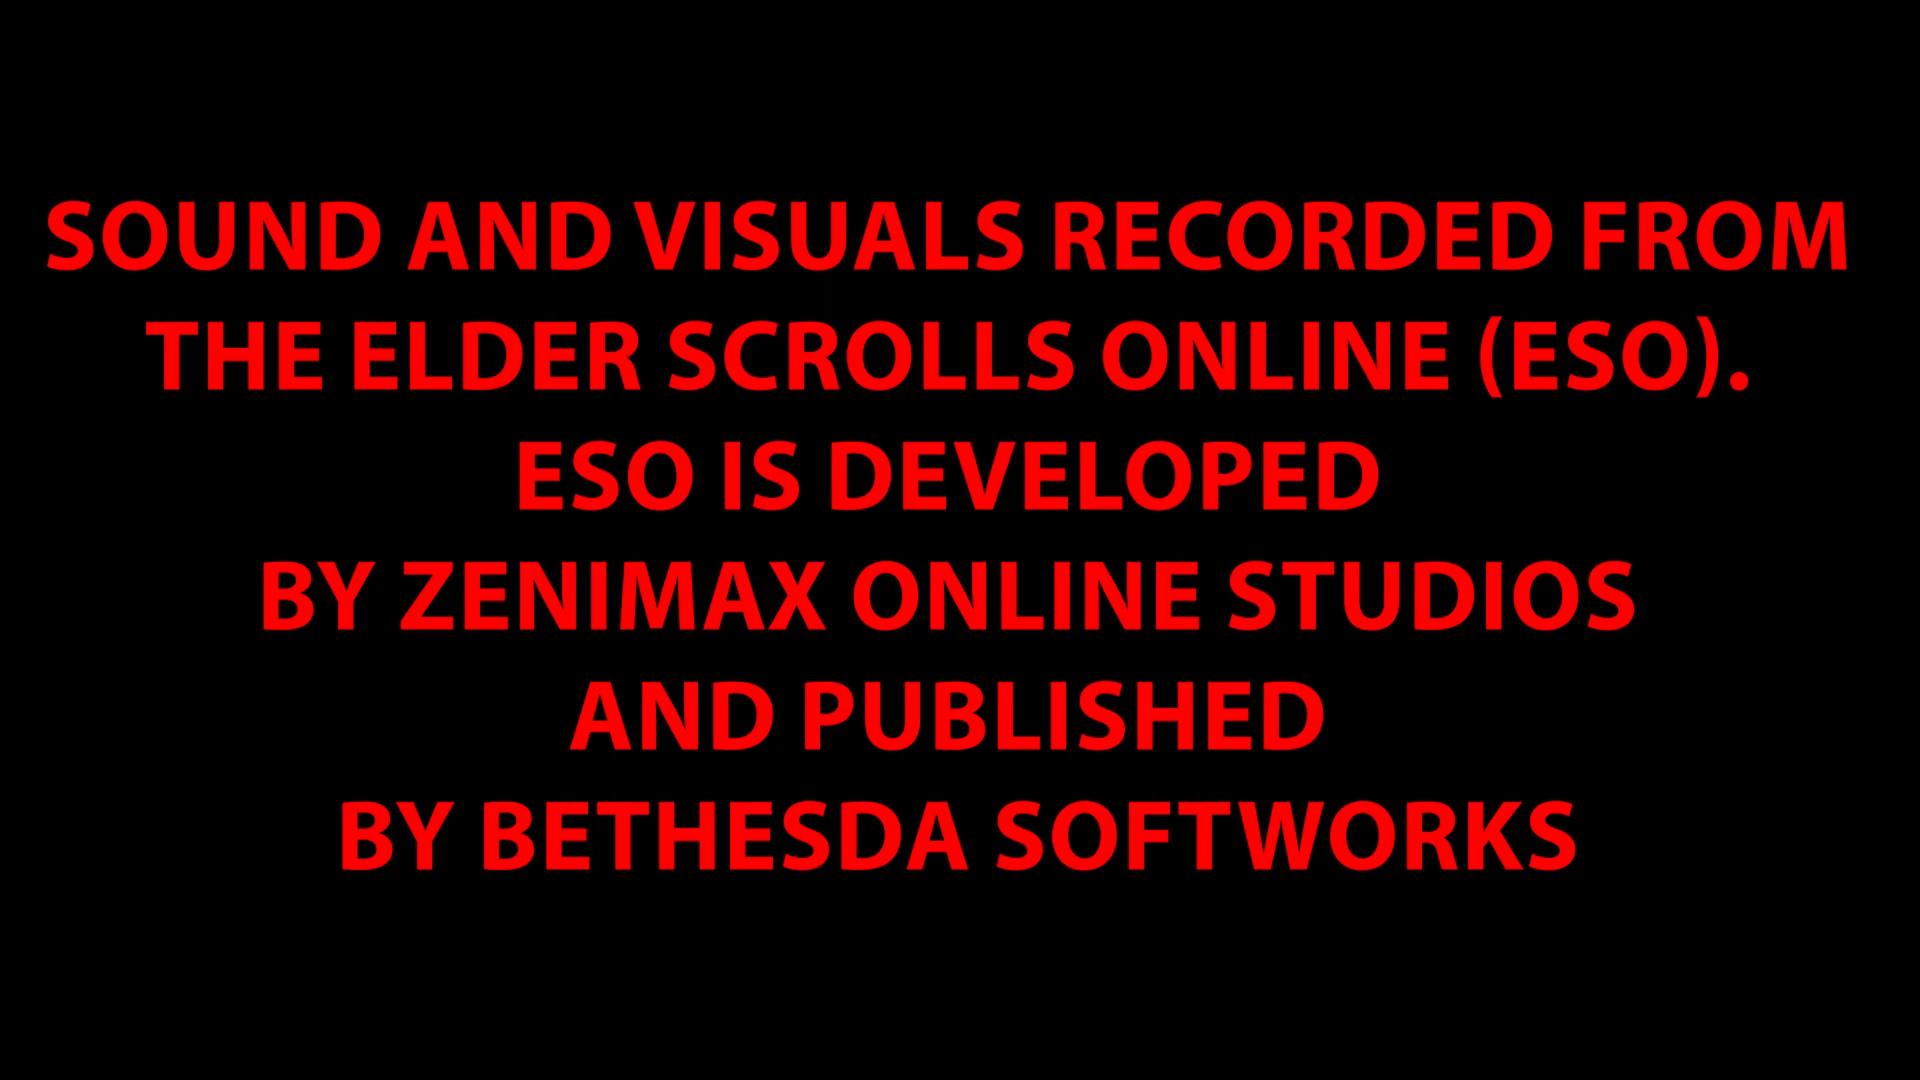 SOUND AND VISUALS RECORDED FROM
THE ELDER SCROLLS ONLINE (ESO).
ESO IS DEVELOPED
BY ZENIMAX ONLINE STUDIOS
AND PUBLISHED
BY BETHESDA SOFTWORKS